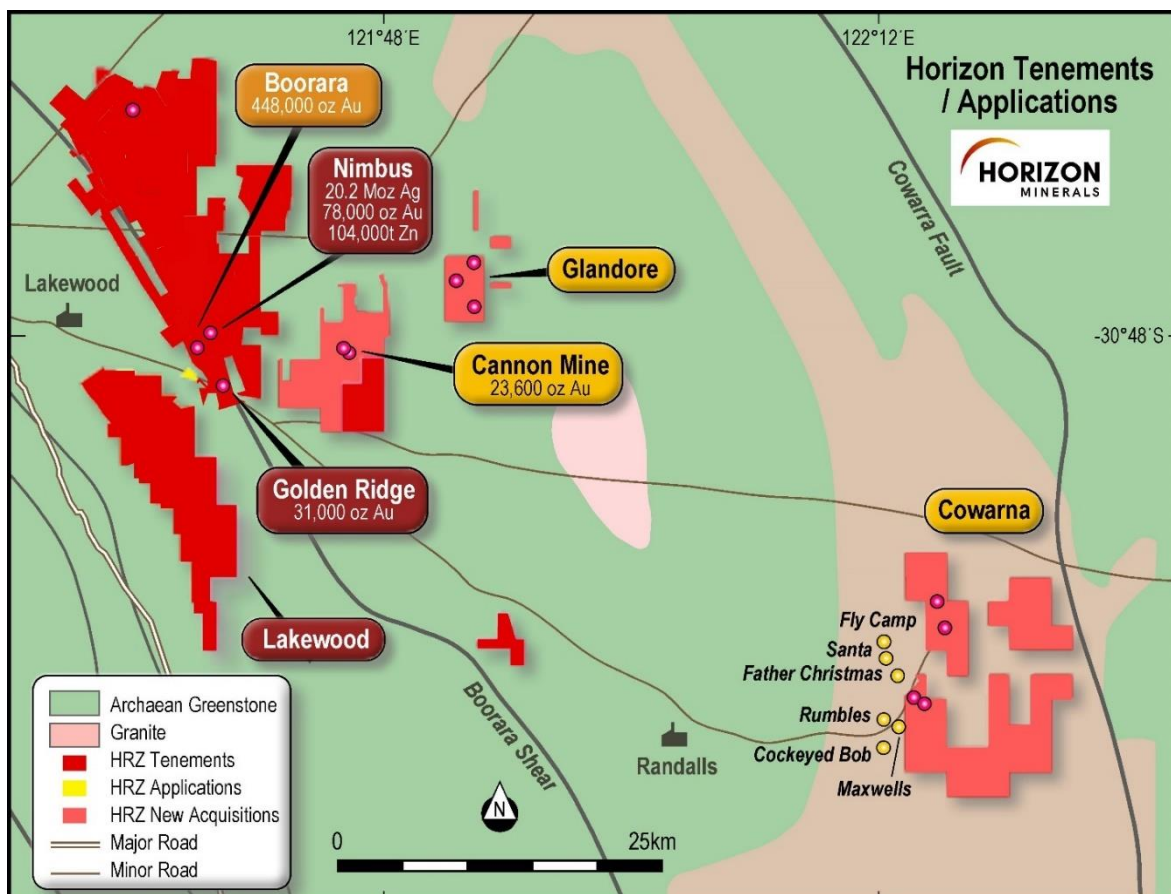 121°48'E
122°12'E
Horizon Tenements
/ Applications
HORIZON
MINERALS
Boorara
448,000 oz Au
Nimbus
20.2 Moz Ag
78,000 oz Au
104,000t Zn
Cowarra Fault
Glandore
Lakewood
-30°48'S
Cannon Mine
23,600 oz Au
Golden Ridge
31,000 oz Au
Cowarna
Lakewood
Fly Camp
Santa
Father Christmas
Rumbles
Cockeyed Bob
Maxwells
Boorara Shear
Randalls
Archaean Greenstone
Granite
HRZ Tenements
HRZ Applications
HRZ New Acquisitions
Major Road
Minor Road
N
0
25km